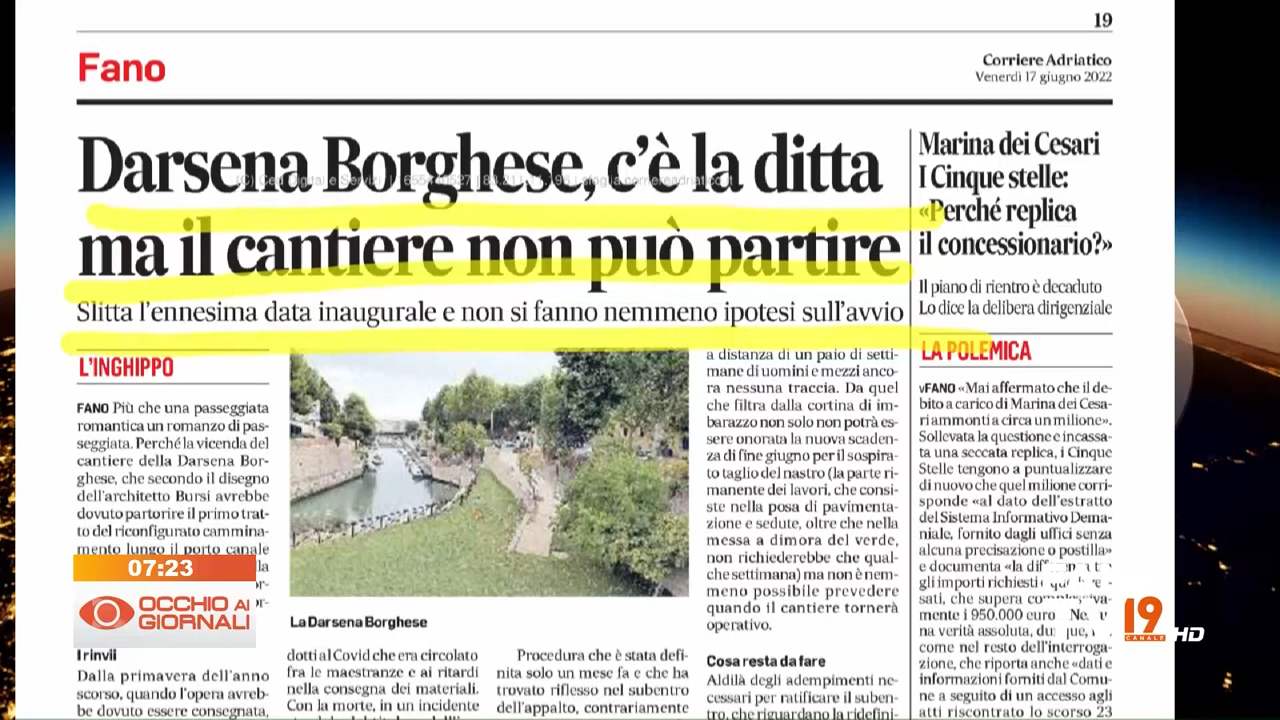 19
Fano
Corriere Adriatico
Venerdì 17 giugno 2022
Darsena Borghese, c'è la ditta
ma il cantiere non può partire
Slitta l'ennesima data inaugurale e non si fanno nemmeno ipotesi sull'avvio
L'INGHIPPO
FANO Più che una passeggiata
romantica un romanzo di pas-
seggiata. Perché la vicenda del
cantiere della Darsena Bor-
ghese, che secondo il disegno
dell'architetto Bursi avrebbe
dovuto partorire il primo trat-
to del riconfigurato cammina-
mento lungo il porto canale
la
or-
or-
I rinvii
Dalla primavera dell'anno
scorso, quando l'opera avreb-
be dovuto essere consegnata,
La Darsena Borghese
dotti al Covid che era circolato
fra le maestranze e ai ritardi
nella consegna dei materiali.
Con la morte, in un incidente
Procedura che è stata defi-
nita solo un mese fa e che ha
trovato riflesso nel subentro
dell'appalto, contrariamente
a distanza di un paio di setti-
mane di uomini e mezzi anco-
ra nessuna traccia. Da quel
che filtra dalla cortina di im-
barazzo non solo non potrà es-
sere onorata la nuova scaden-
za di fine giugno per il sospira-
to taglio del nastro (la parte ri-
manente dei lavori, che consi-
ste nella posa di pavimenta-
zione e sedute, oltre che nella
messa a dimora del verde,
non richiederebbe che qual-
che settimana) ma non è nem-
meno possibile prevedere
quando il cantiere tornerà
operativo.
Cosa resta da fare
Aldilà degli adempimenti ne-
cessari per ratificare il suben-
tro, che riguardano la ridefini-
Marina dei Cesari
I Cinque stelle:
«Perché replica
il concessionario?»
Il piano di rientro è decaduto
Lo dice la delibera dirigenziale
LA POLEMICA
FANO «Mai affermato che il de-
bito a carico di Marina dei Cesa-
ri ammonti a circa un milione».
Sollevata la questione e incassa-
ta una seccata replica, i Cinque
Stelle tengono a puntualizzare
di nuovo che quel milione corri-
sponde «al dato dell'estratto
del Sistema Informativo Dema-
niale, fornito dagli uffici senza
alcuna precisazione o postilla»
e documenta «la
gli importi richiesti
sati, che supera
mente i 950.000 euro
na verità assoluta,
come nel resto dell'interroga-
zione, che riporta anche «dati e
informazioni forniti dal Comu-
ne a seguito di un accesso agli
atti riscontrato lo scorso 23
07:23
OCCHIO AI
GIORNALI
19
CANALE
HD